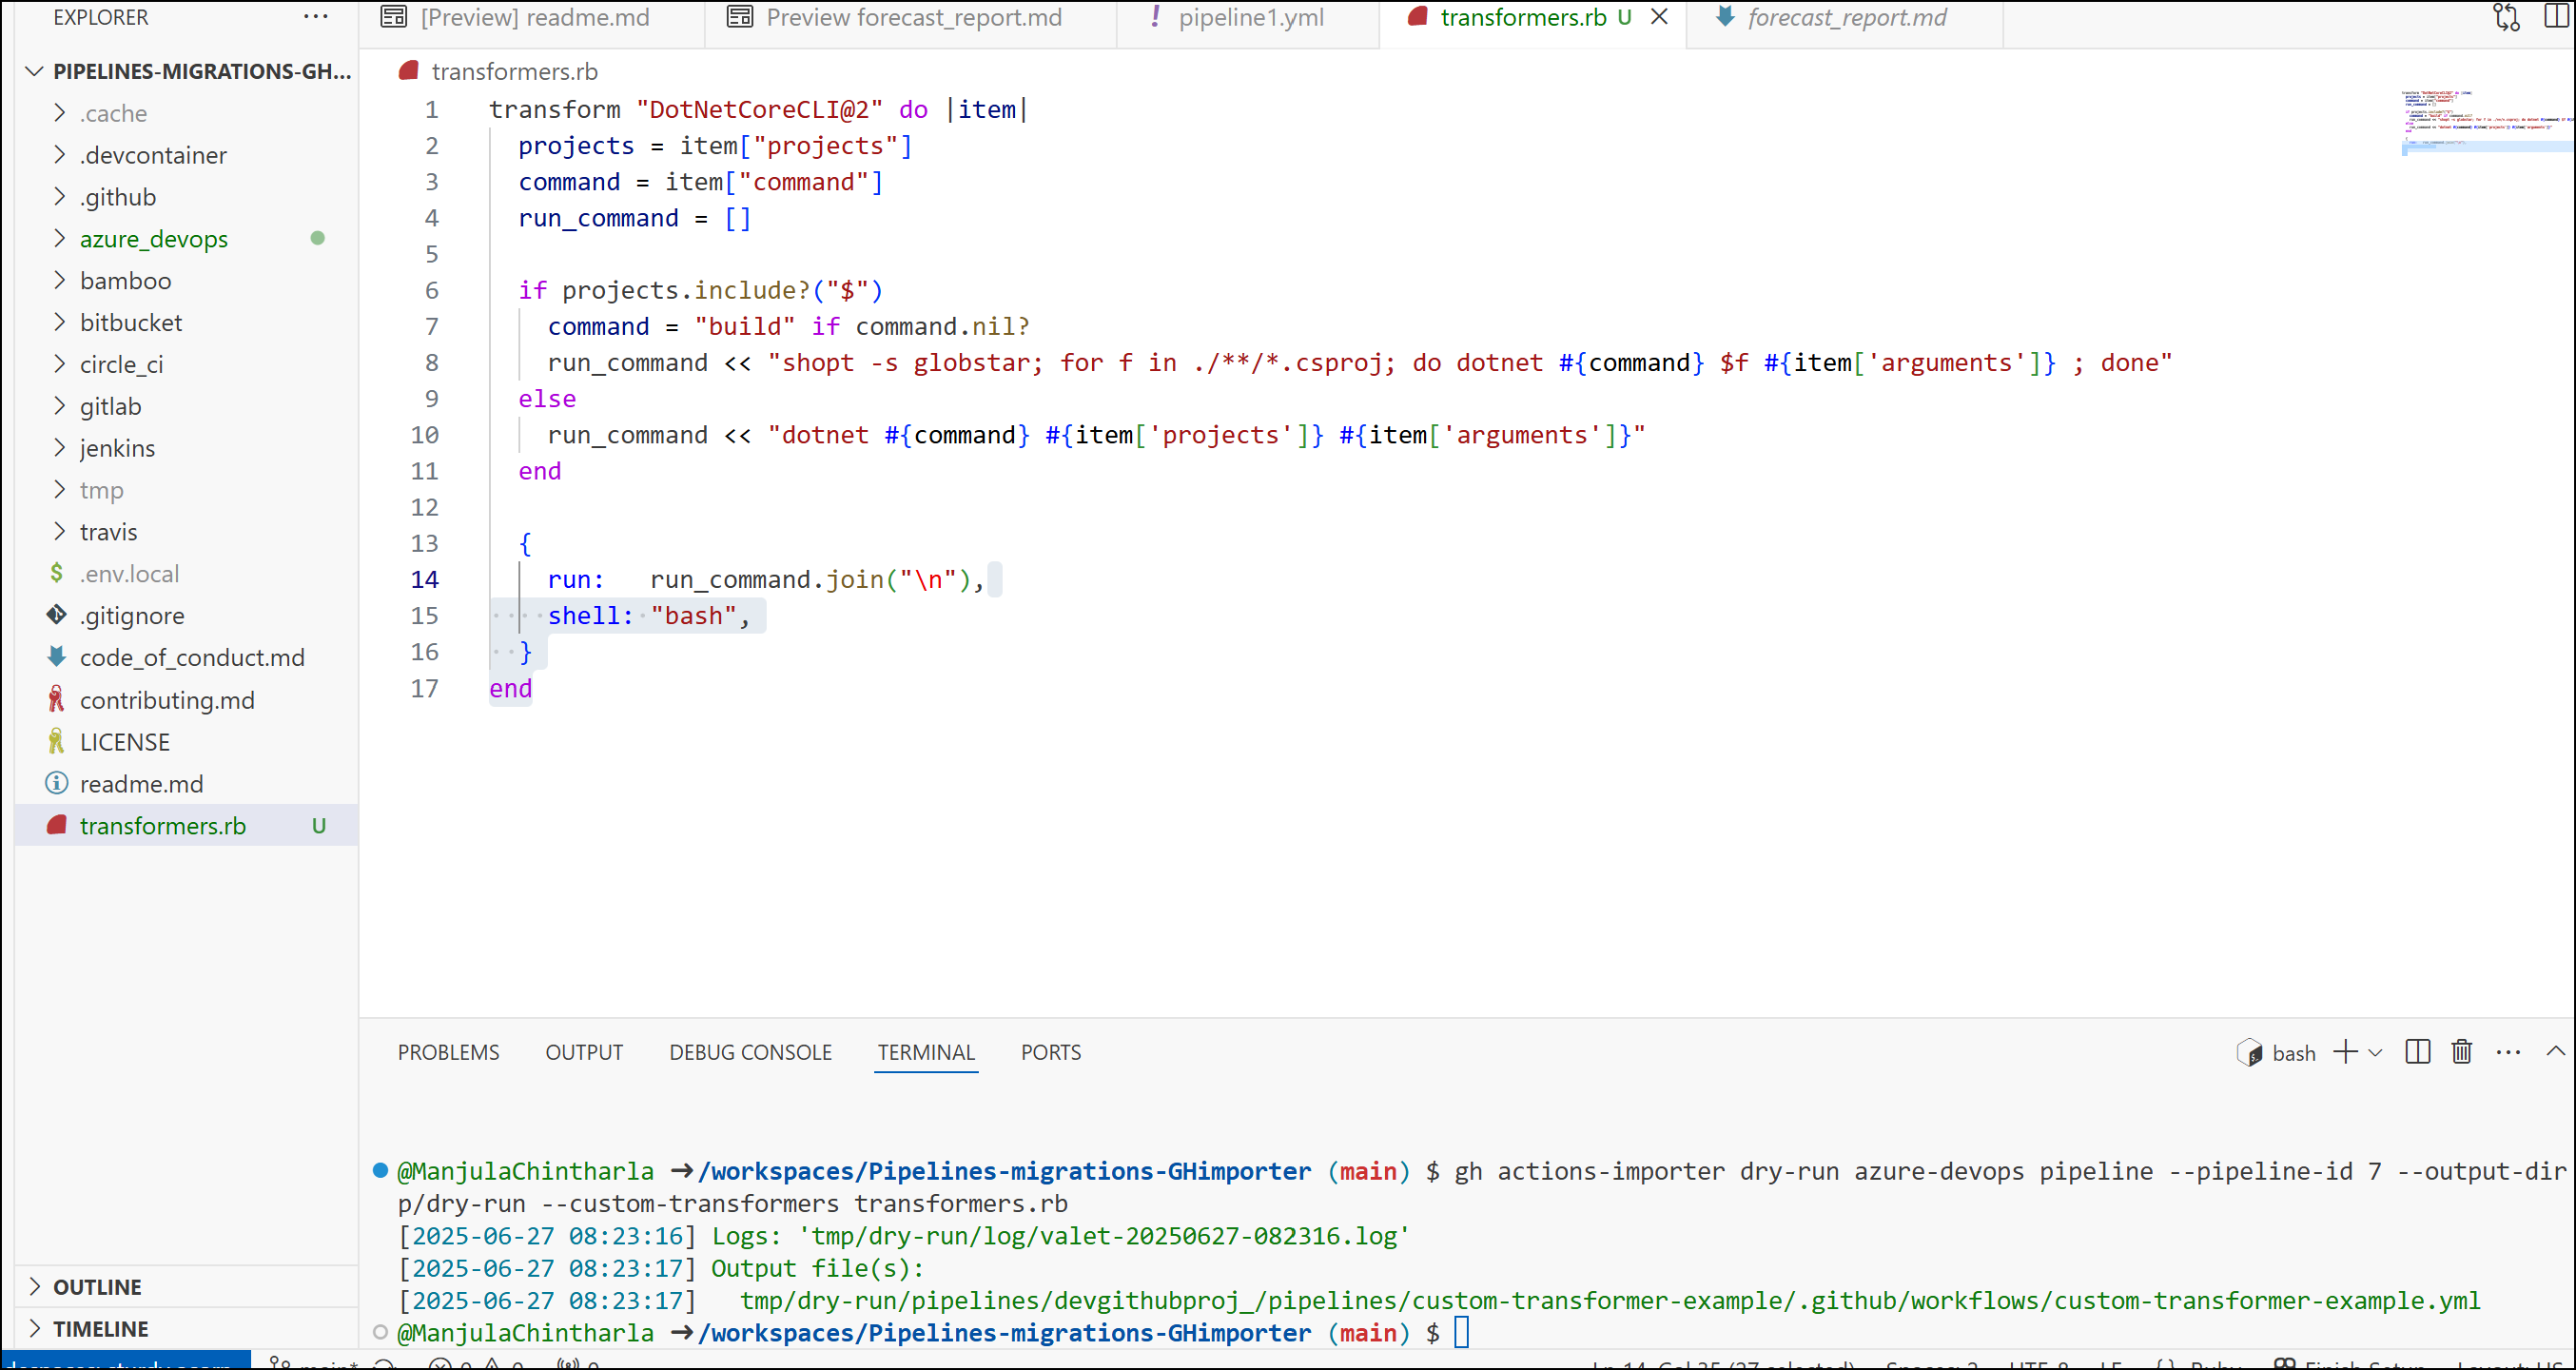 EXPLORER ...
[Preview] readme.md
Preview forecast_report.md
! pipeline1.yml
transformers.rb U
forecast_report.md
PIPELINES-MIGRATIONS-GH...
.cache
.devcontainer
.github
azure_devops
bamboo
bitbucket
circle_ci
gitlab
jenkins
tmp
travis
$ .env.local
.gitignore
code_of_conduct.md
contributing.md
LICENSE
readme.md
transformers.rb U
OUTLINE
TIMELINE
transformers.rb
1 transform "DotNetCoreCLI@2" do |item|
2 projects = item["projects"]
3 command = item["command"]
4 run_command = []
5
6 if projects.include?("$")
7 command = "build" if command.nil?
8 run_command << "shopt -s globstar; for f in ./**/*.csproj; do dotnet #{command} $f #{item['arguments']} ; done"
9 else
10 run_command << "dotnet #{command} #{item['projects']} #{item['arguments']}"
11 end
12
13 {
14 run:   run_command.join("\n"),
15 shell: "bash",
16 }
17 end
PROBLEMS OUTPUT DEBUG CONSOLE TERMINAL PORTS
bash
@ManjulaChintharla ➜/workspaces/Pipelines-migrations-GHimporter (main) $ gh actions-importer dry-run azure-devops pipeline --pipeline-id 7 --output-dir
p/dry-run --custom-transformers transformers.rb
[2025-06-27 08:23:16] Logs: 'tmp/dry-run/log/valet-20250627-082316.log'
[2025-06-27 08:23:17] Output file(s):
[2025-06-27 08:23:17]   tmp/dry-run/pipelines/devgithubproj_/pipelines/custom-transformer-example/.github/workflows/custom-transformer-example.yml
@ManjulaChintharla ➜/workspaces/Pipelines-migrations-GHimporter (main) $